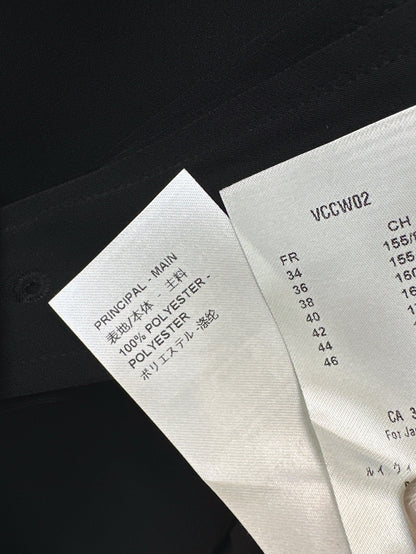 PRINCIPAL - MAIN
表地/本体 - 主料
100% POLYESTER -
POLYESTER
ポリエステル -涤纶
VCCW02
FR
34
36
38
40
42
44
46
CH
155/
155
160
CA 3
For Ja
ルイ ヴィ